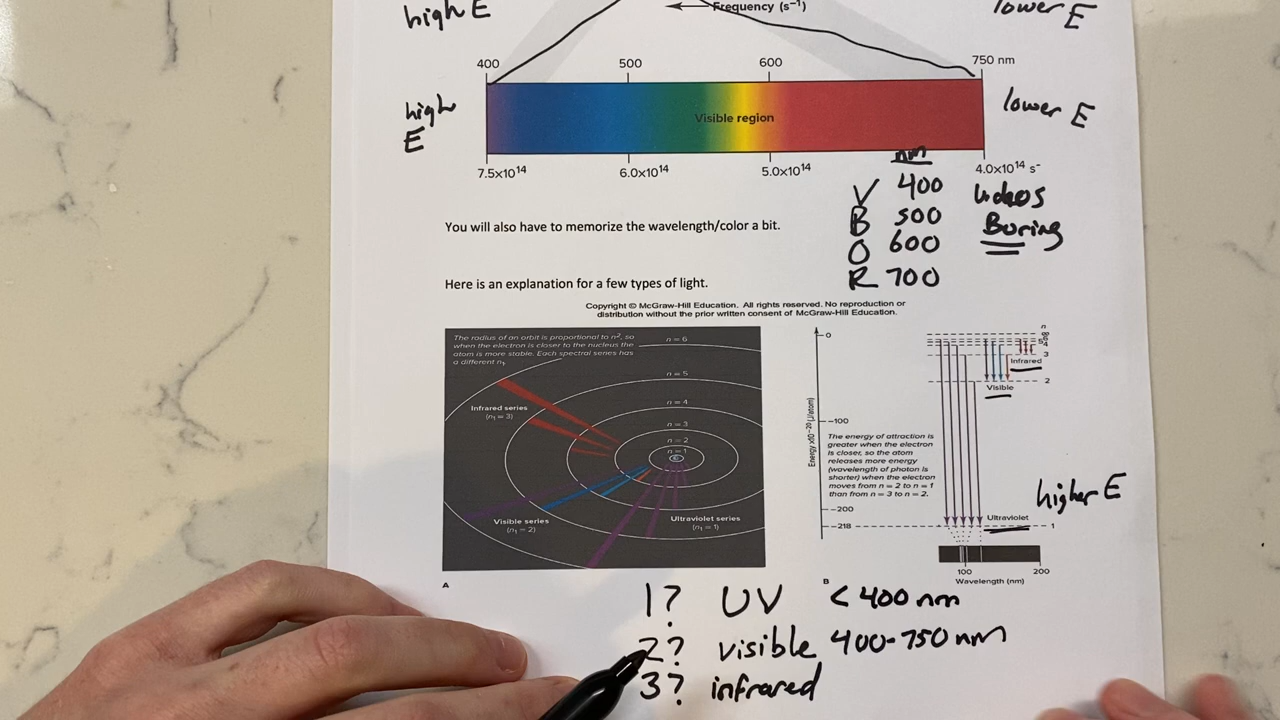 high E
Frequency (s⁻¹)
lower E
400
500
600
750 nm
high
E
Visible region
lower E
7.5x10¹⁴
6.0x10¹⁴
5.0x10¹⁴
4.0x10¹⁴ s⁻
nm
V 400
B 500
O 600
R 700
Boring
You will also have to memorize the wavelength/color a bit.
Here is an explanation for a few types of light.
Copyright © McGraw-Hill Education. All rights reserved. No reproduction or
distribution without the prior written consent of McGraw-Hill Education.
The radius of an orbit is proportional to n², so
when the electron is closer to the nucleus the
atom is more stable. Each spectral series has
a different n₁
n = 6
n = 5
n = 4
n = 3
n = 2
n = 1
Infrared series
(n₁ = 3)
Visible series
(n₁ = 2)
Ultraviolet series
(n₁ = 1)
A
n
0
3
Infrared
2
Visible
−100
Energy x10⁻²⁰ (J/atom)
The energy of attraction is
greater when the electron
is closer, so the atom
releases more energy
(wavelength of photon is
shorter) when the electron
moves from n = 2 to n = 1
than from n = 3 to n = 2.
higher E
−200
−218
Ultraviolet
1
100
200
Wavelength (nm)
B
1? UV < 400 nm
2? visible 400-750 nm
3? infrared